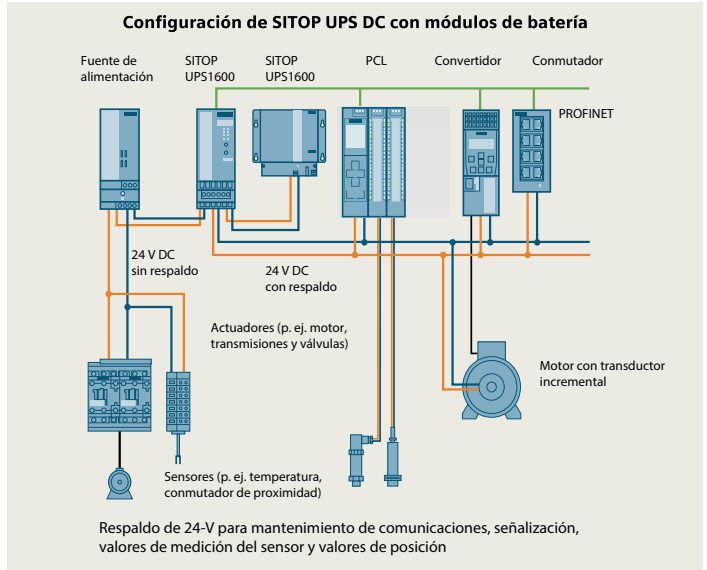 Configuración de SITOP UPS DC con módulos de batería
Fuente de
alimentación
SITOP
UPS1600
SITOP
UPS1600
PCL
Convertidor
Conmutador
PROFINET
24 V DC
sin respaldo
24 V DC
con respaldo
Actuadores (p. ej. motor,
transmisiones y válvulas)
Motor con transductor
incremental
Sensores (p. ej. temperatura,
conmutador de proximidad)
Respaldo de 24-V para mantenimiento de comunicaciones, señalización,
valores de medición del sensor y valores de posición